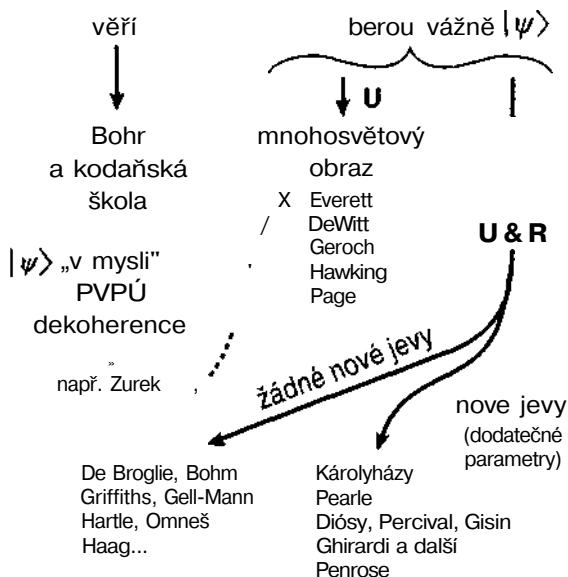 věří
berou vážně |ψ⟩
U
Bohr
a kodaňská
škola
mnohosvětový
obraz
X Everett
/ DeWitt
Geroch
Hawking
Page
U & R
|ψ⟩ „v mysli"
PVPÚ
dekoherence
např. Zurek
žádné nové jevy
nove jevy
(dodatečné
parametry)
De Broglie, Bohm
Griffiths, Gell-Mann
Hartle, Omneš
Haag...
Károlyházy
Pearle
Diósy, Percival, Gisin
Ghirardi a další
Penrose